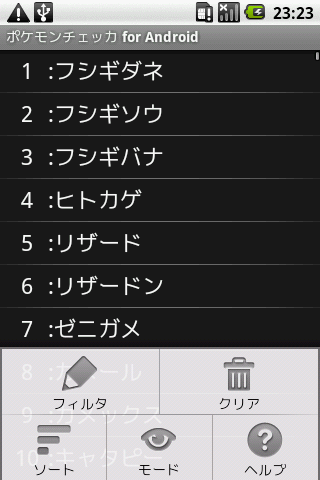 23:23
ポケモンチェッカ for Android
1 :フシギダネ
2 :フシギソウ
3 :フシギバナ
4 :ヒトカゲ
5 :リザード
6 :リザードン
7 :ゼニガメ
8 :カメール
フィルタ クリア
9 :カメックス
10 :キャタピー
ソート モード ヘルプ